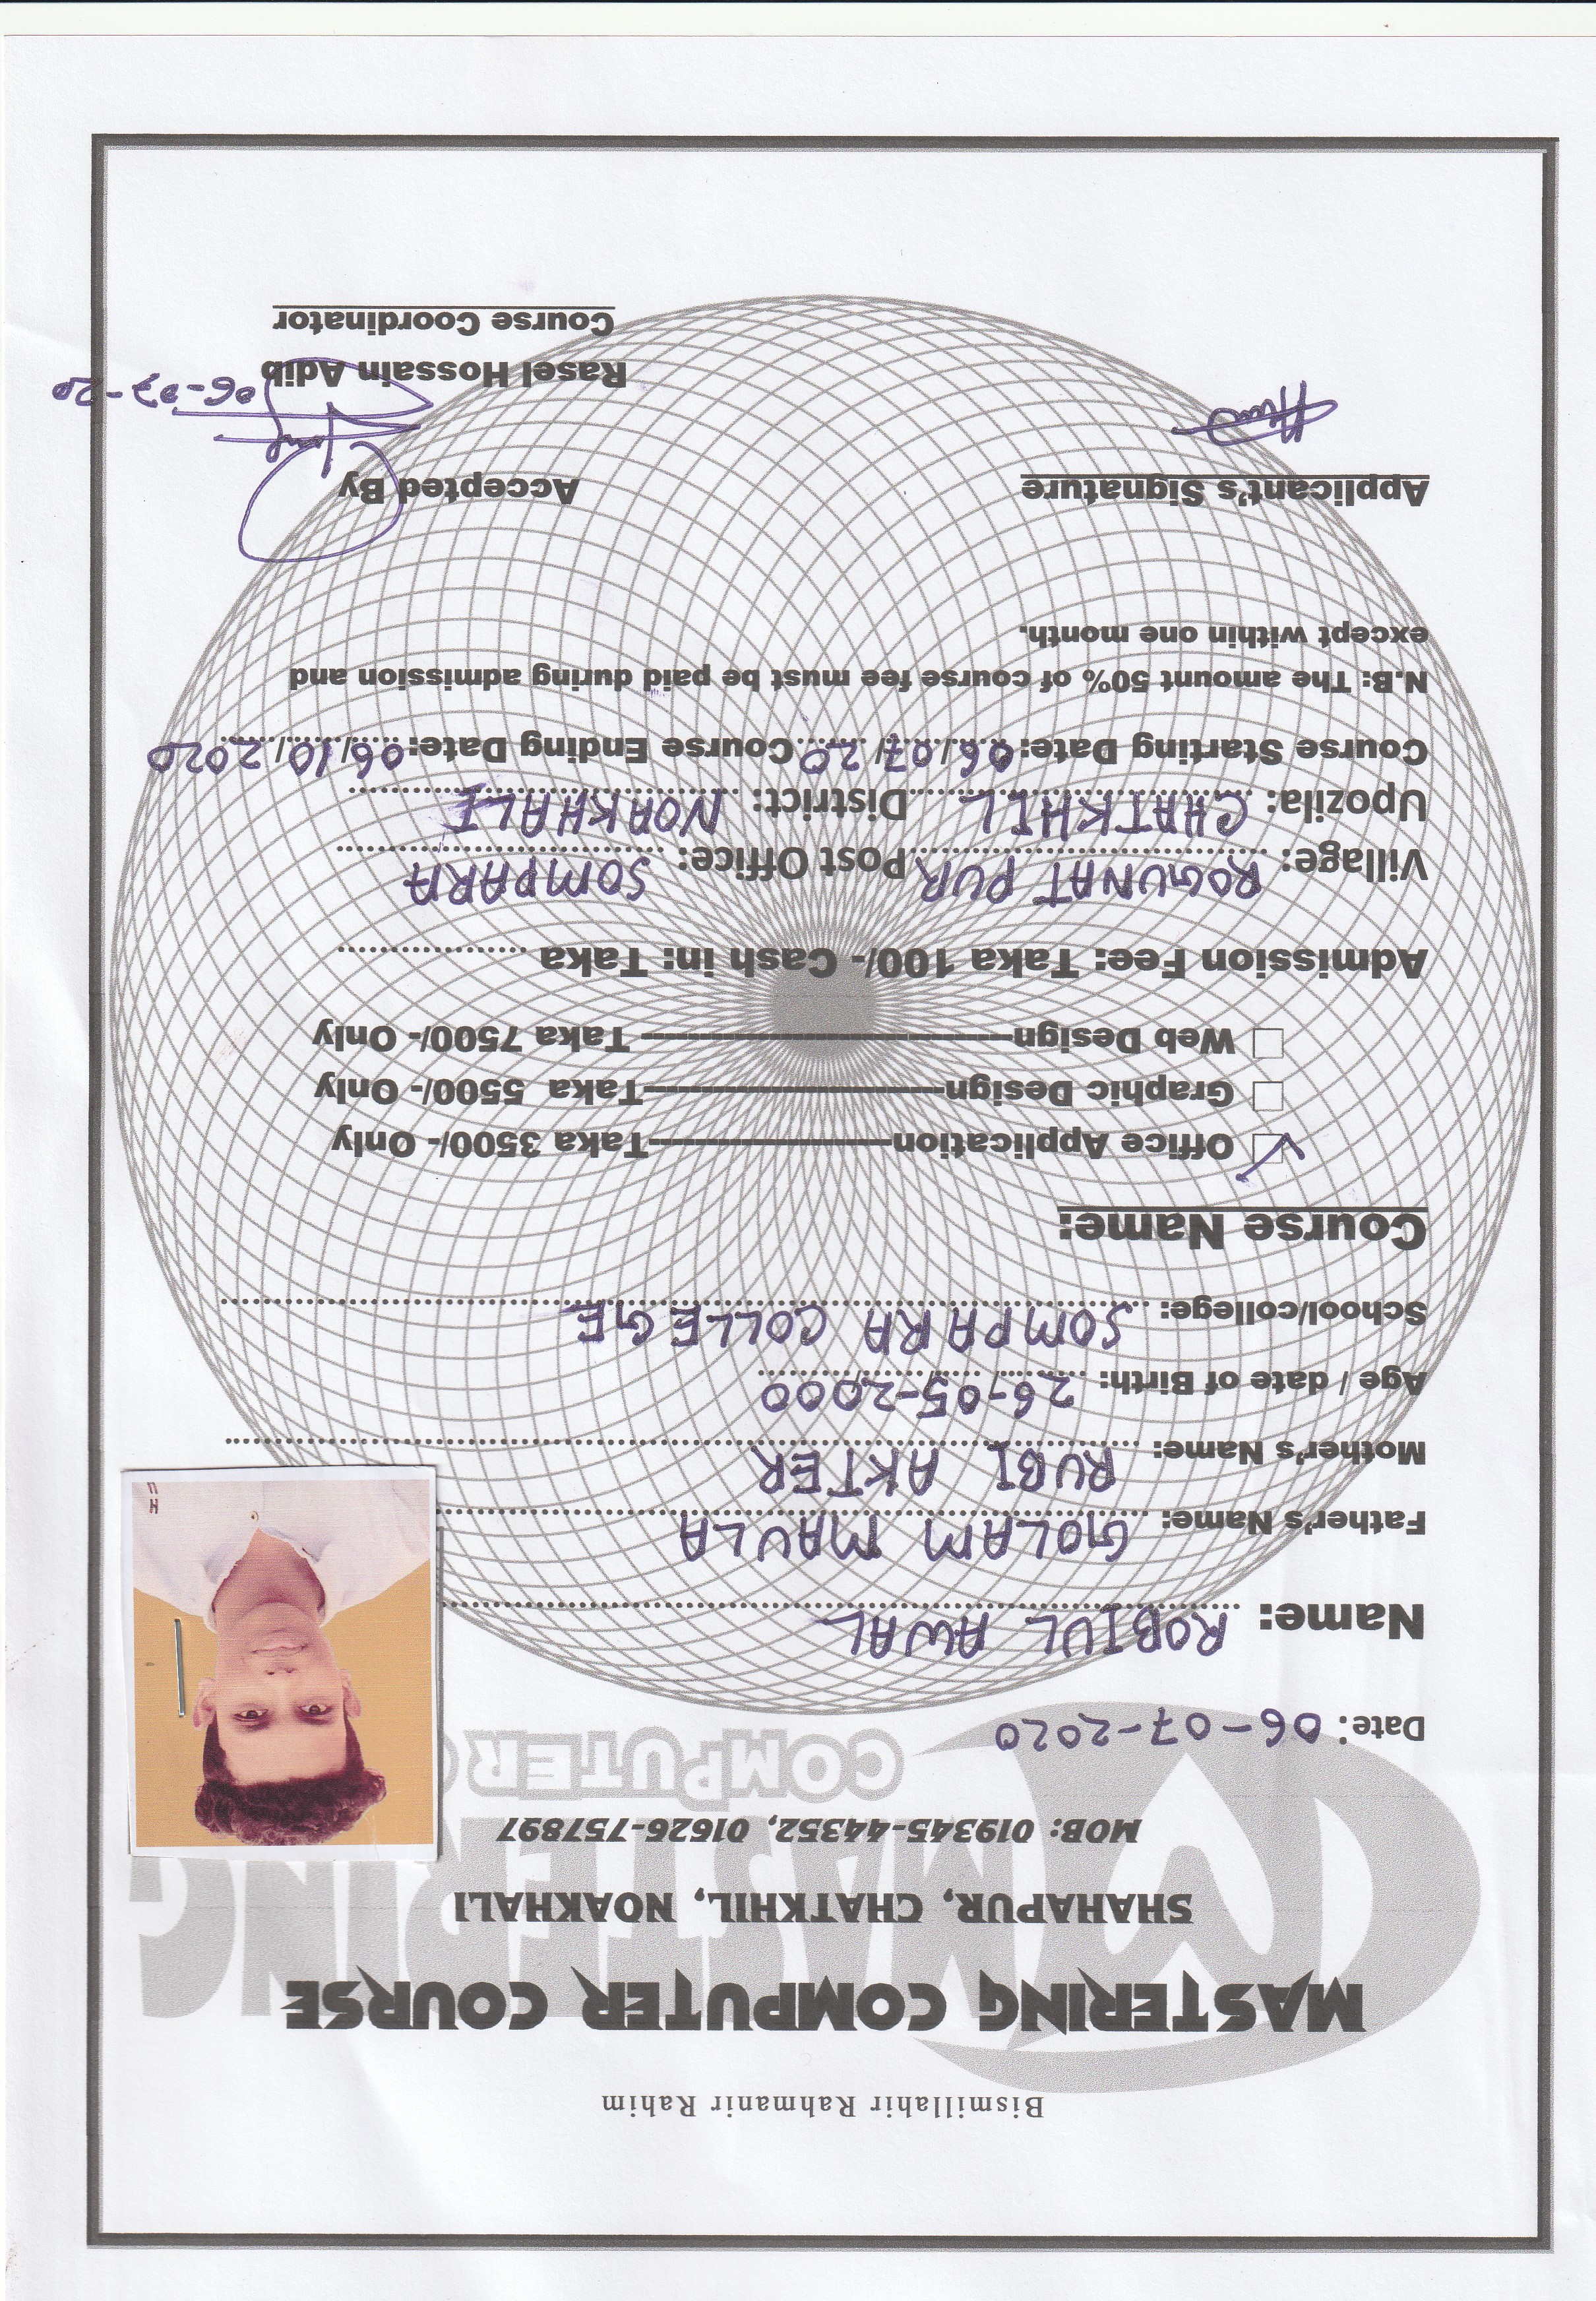 Bismillahir Rahmanir Rahim
MASTERING COMPUTER COURSE
SHAHAPUR, CHATKHIL, NOAKHALI
MOB: 019345-44352, 01626-757897
MASTERING
COMPUTER
Date: 06-07-2020
Name: ROBIUL AWAL
Father's Name: GOLAM MAULA
Mother's Name: RUBI AKTER
Age / date of Birth: 26-05-2000
School/college: SOMPARA COLLEGE
Course Name:
Office Application Taka 3500/- Only
Graphic Design Taka 5500/- Only
Web Design Taka 7500/- Only
Admission Fee: Taka 100/- Cash in: Taka
Village: ROGUNAT PUR Post Office: SOMPARA
Upozila: CHATKHIL District: NOAKHALI
Course Starting Date: 06/07/20 Course Ending Date: 06/10/2020
N.B: The amount 50% of course fee must be paid during admission and
except within one month.
Applicant's Signature Accepted By
06-07-20
Rasel Hossain Adib
Course Coordinator